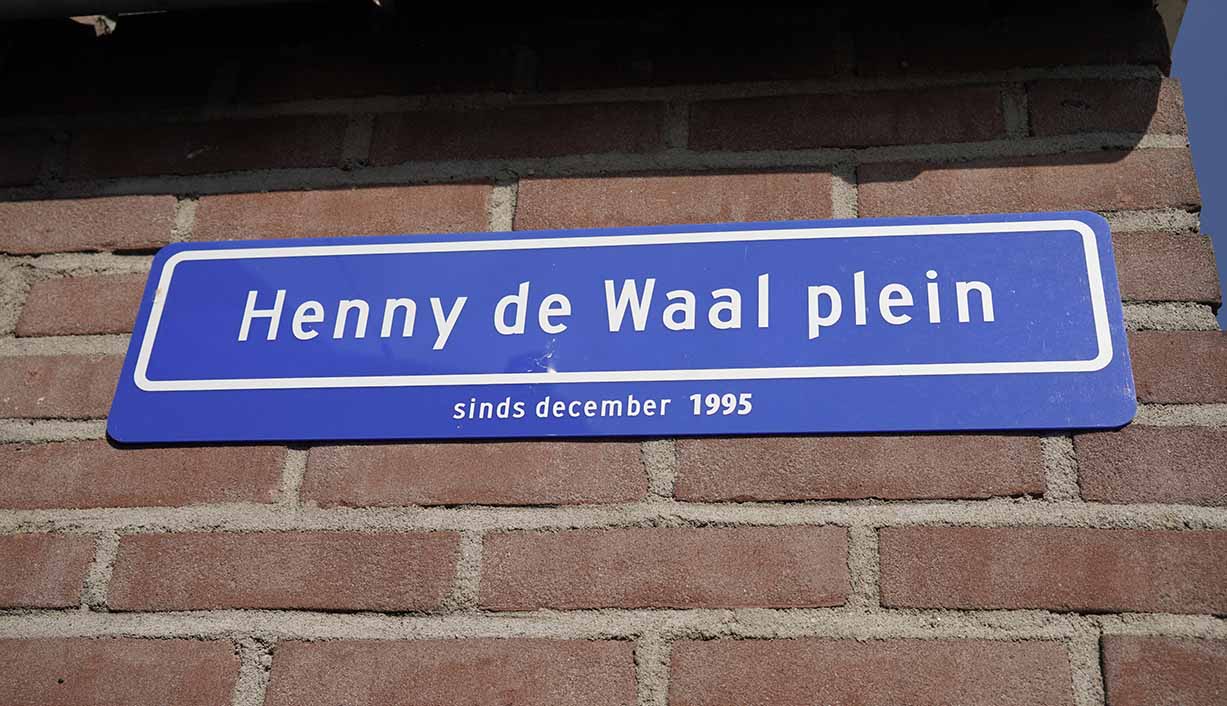 Henny de Waal plein
sinds december 1995